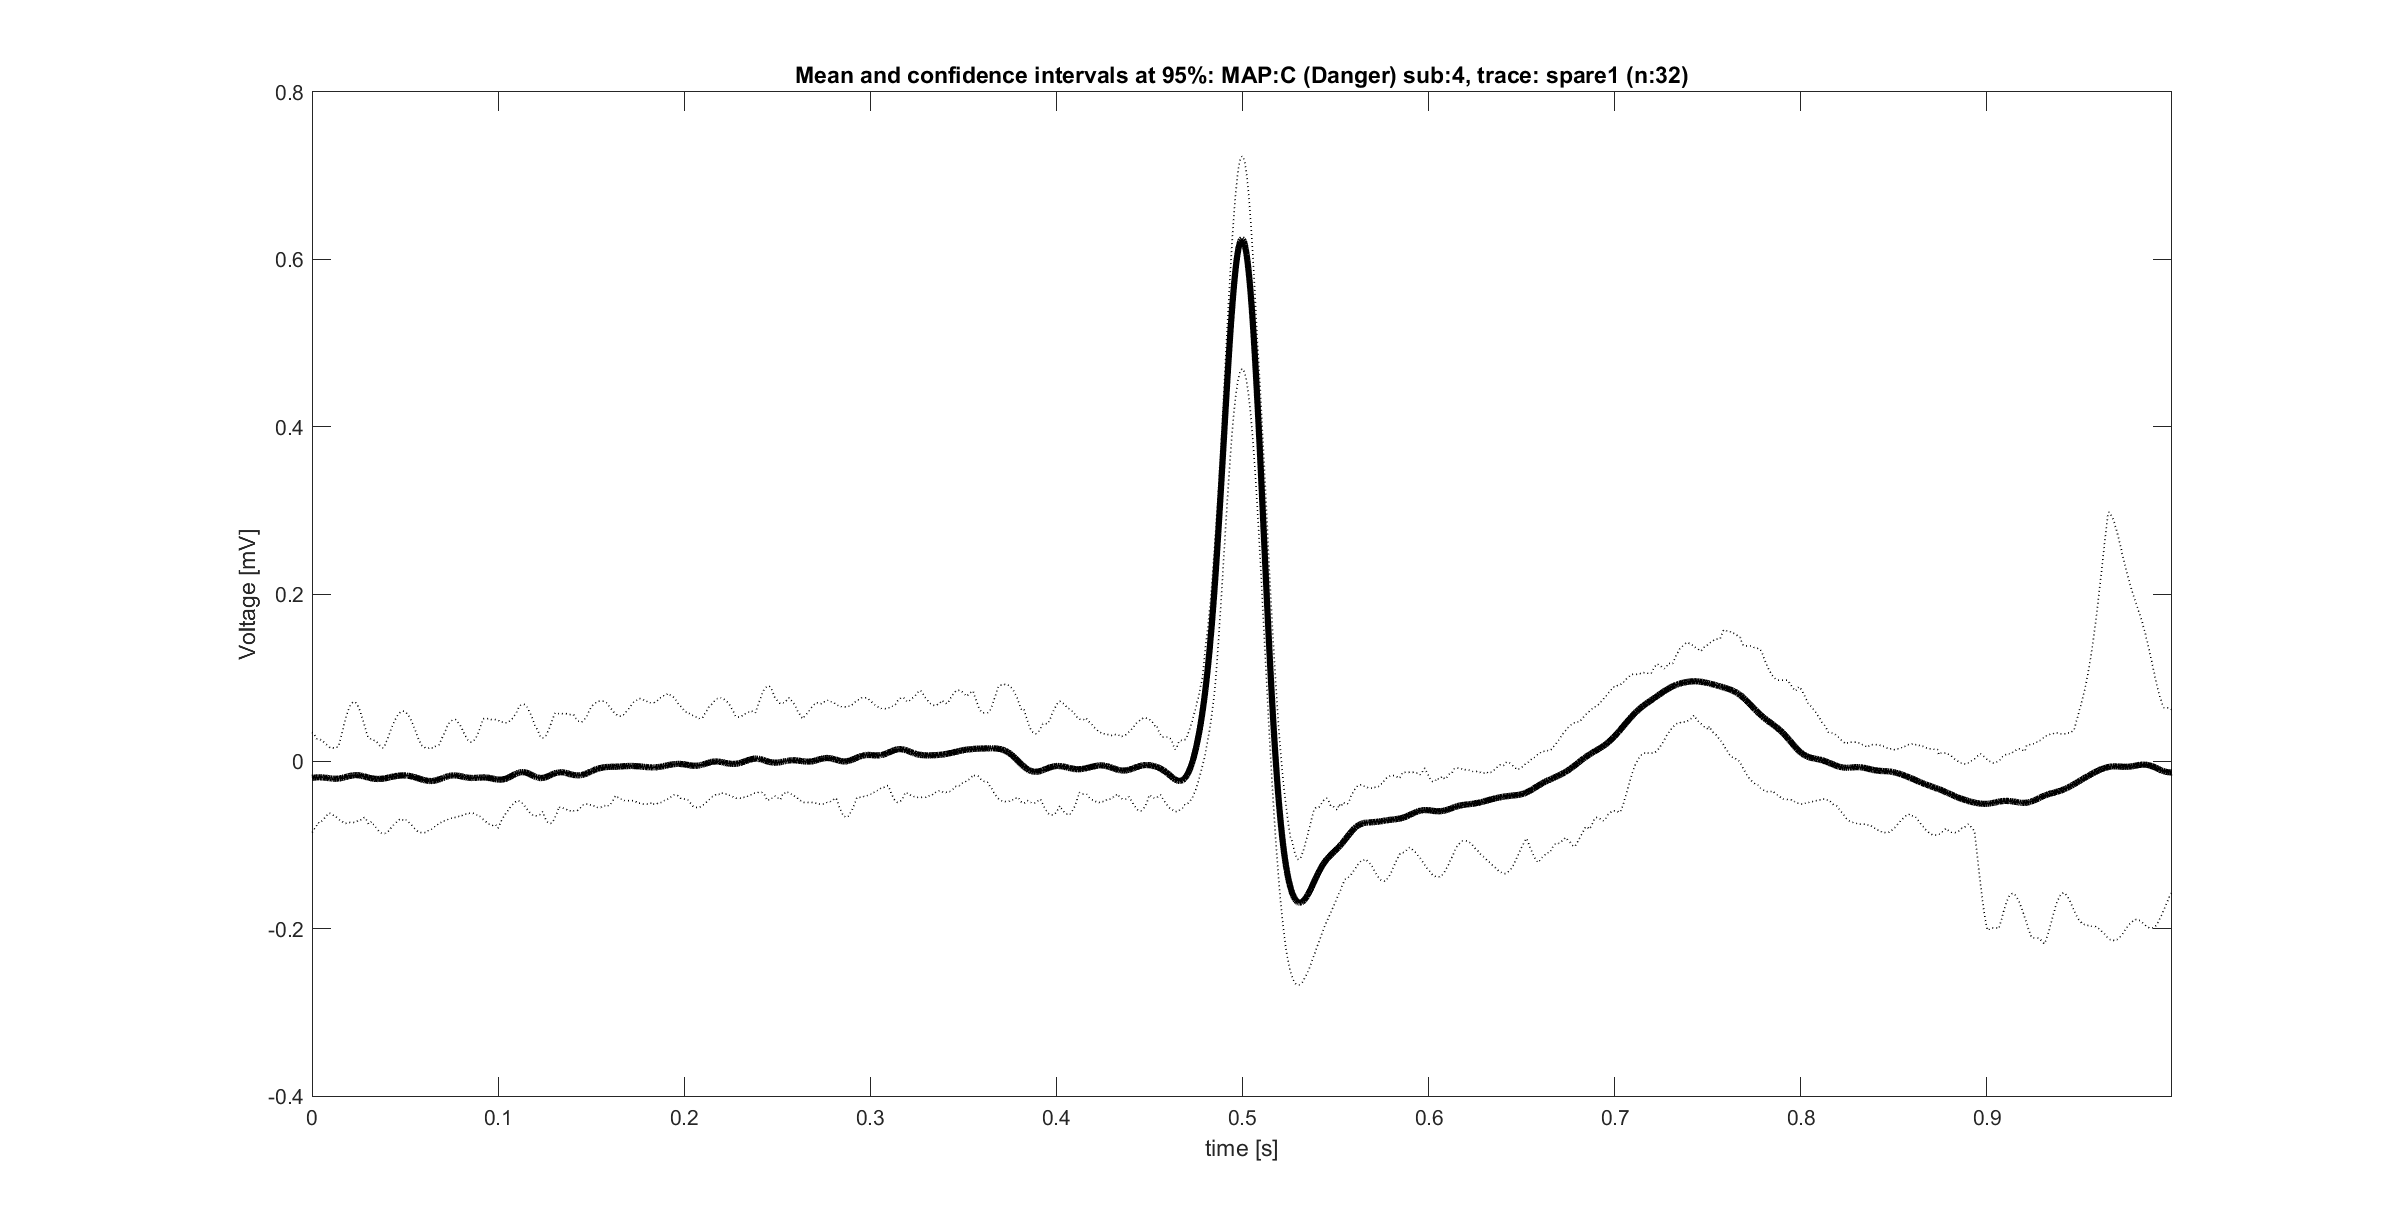 Mean and confidence intervals at 95%: MAP:C (Danger) sub:4, trace: spare1 (n:32)
0.8
0.6
0.4
0.2
0
-0.2
-0.4
Voltage [mV]
0 0.1 0.2 0.3 0.4 0.5 0.6 0.7 0.8 0.9
time [s]